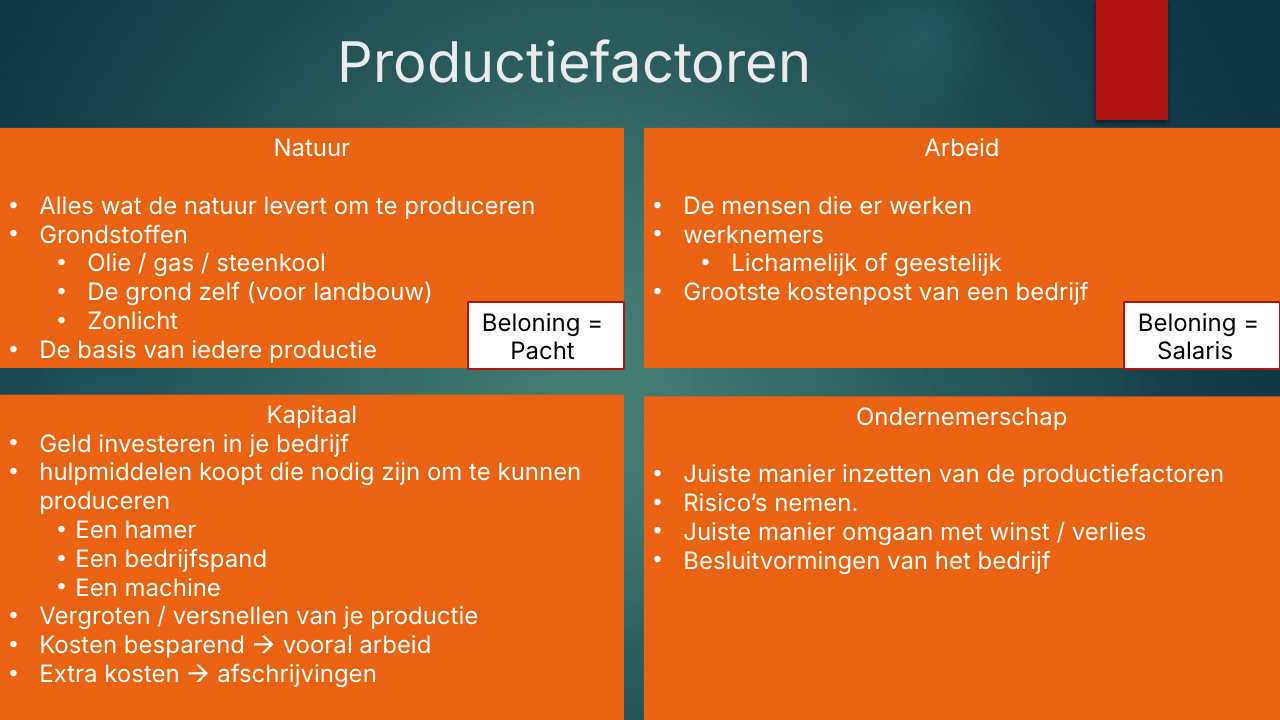 Productiefactoren
Natuur
• Alles wat de natuur levert om te produceren
• Grondstoffen
• Olie / gas / steenkool
• De grond zelf (voor landbouw)
• Zonlicht
• De basis van iedere productie
Beloning =
Pacht
Arbeid
• De mensen die er werken
• werknemers
• Lichamelijk of geestelijk
• Grootste kostenpost van een bedrijf
Beloning =
Salaris
Kapitaal
• Geld investeren in je bedrijf
• hulpmiddelen koopt die nodig zijn om te kunnen
produceren
• Een hamer
• Een bedrijfspand
• Een machine
• Vergroten / versnellen van je productie
• Kosten besparend → vooral arbeid
• Extra kosten → afschrijvingen
Ondernemerschap
• Juiste manier inzetten van de productiefactoren
• Risico’s nemen.
• Juiste manier omgaan met winst / verlies
• Besluitvormingen van het bedrijf